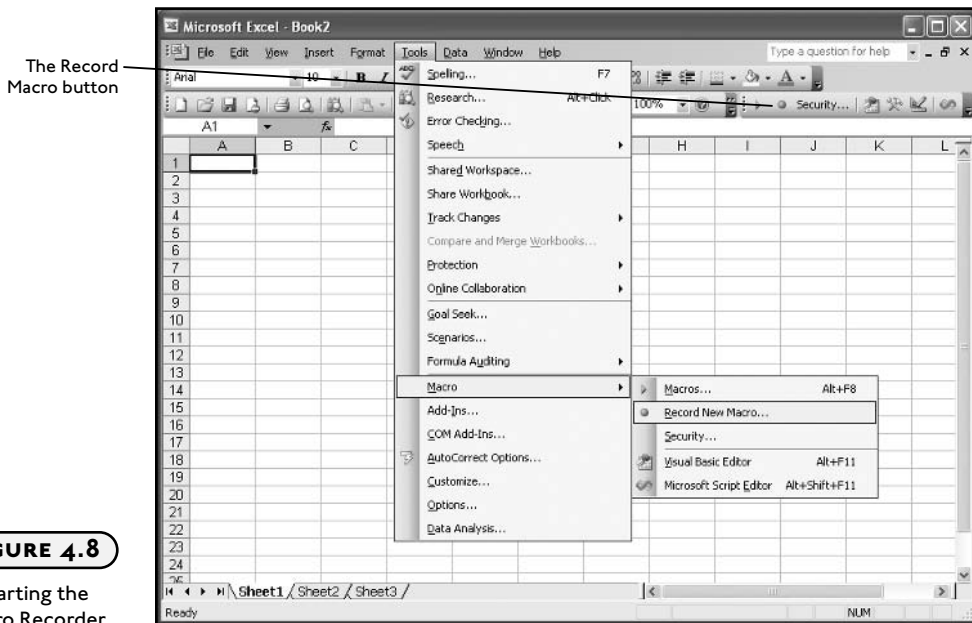 The Record
Macro button
Microsoft Excel - Book2
File Edit View Insert Format Tools Data Window Help
Type a question for help
Arial 10 B I
100% Security...
A1 fx
A B C H I J K L
1
2
3
4
5
6
7
8
9
10
11
12
13
14
15
16
17
18
19
20
21
22
23
24
Spelling... F7
Research... Alt+Click
Error Checking...
Speech
Shared Workspace...
Share Workbook...
Track Changes
Compare and Merge Workbooks...
Protection
Online Collaboration
Goal Seek...
Scenarios...
Formula Auditing
Macro
Add-Ins...
COM Add-Ins...
AutoCorrect Options...
Customize...
Options...
Data Analysis...
Macros... Alt+F8
Record New Macro...
Security...
Visual Basic Editor Alt+F11
Microsoft Script Editor Alt+Shift+F11
Sheet1 Sheet2 Sheet3
Ready NUM
GURE 4.8
arting the
ro Recorder